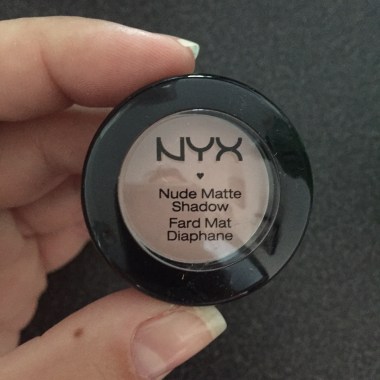 NYX
Nude Matte
Shadow
Fard Mat
Diaphane